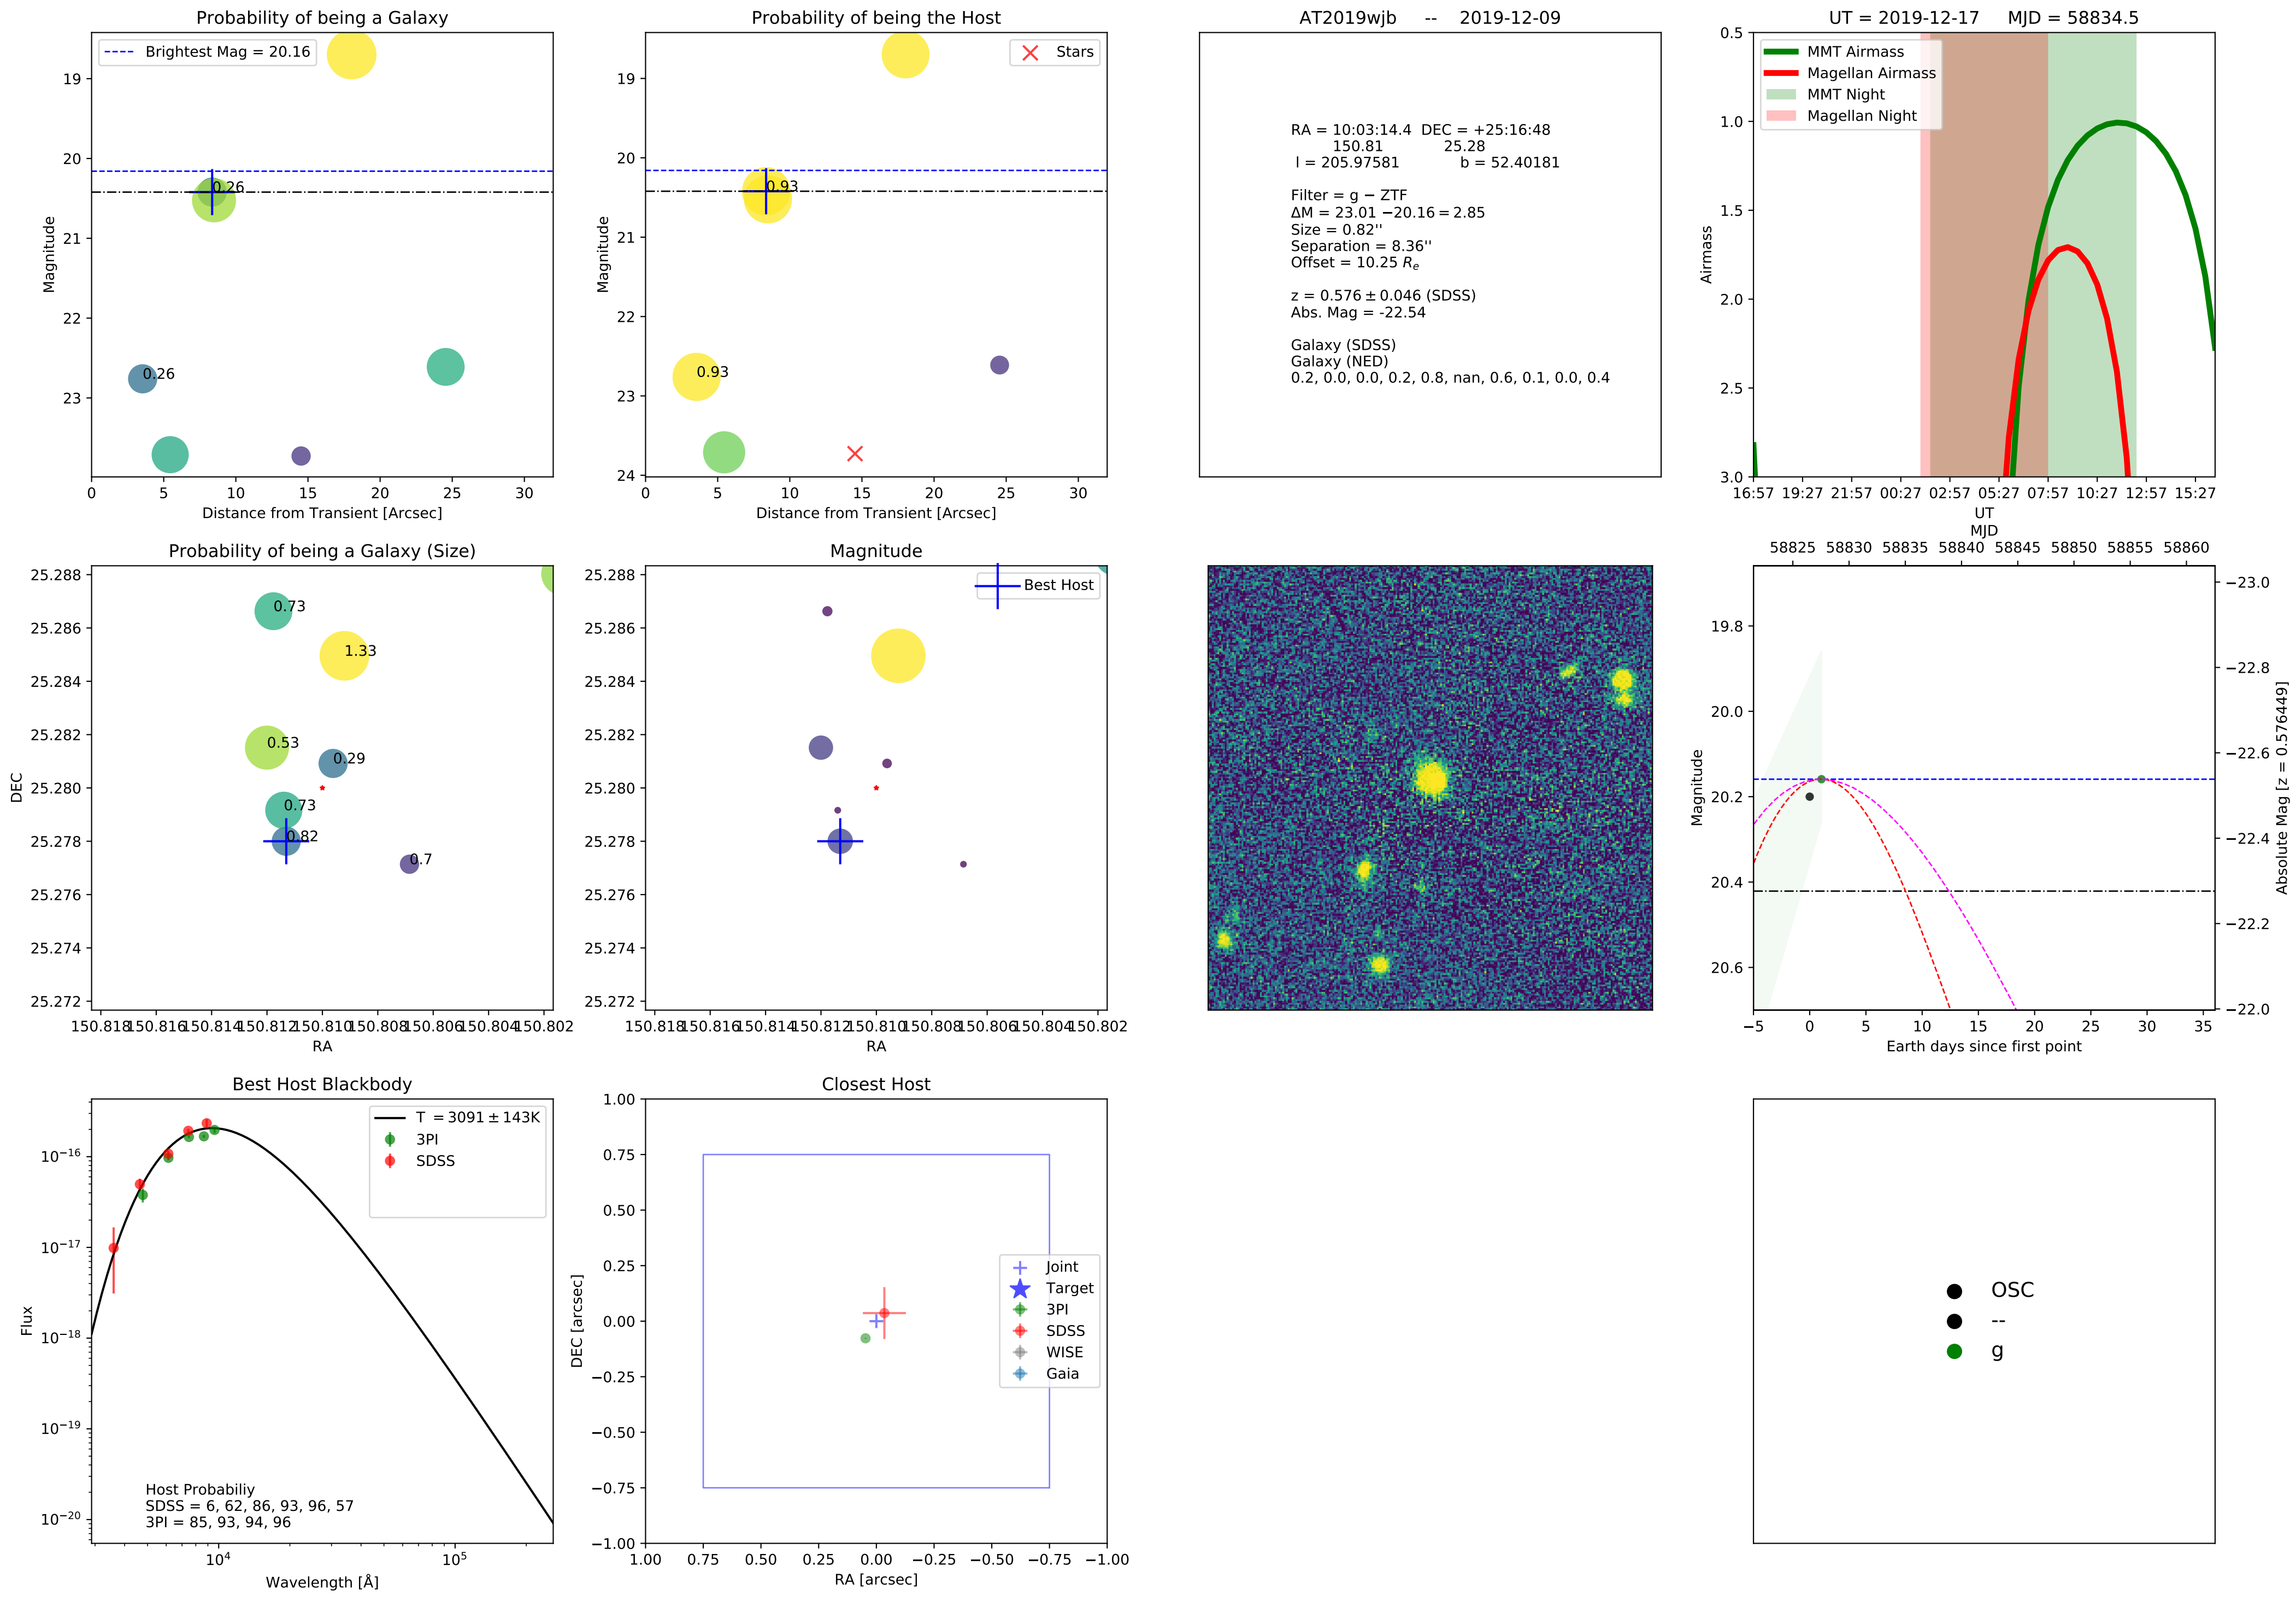 Probability of being a Galaxy
Brightest Mag = 20.16
0.26
0.26
19
20
21
22
23
Magnitude
0 5 10 15 20 25 30
Distance from Transient [Arcsec]
Probability of being the Host
Stars
0.93
0.93
19
20
21
22
23
24
Magnitude
0 5 10 15 20 25 30
Distance from Transient [Arcsec]
AT2019wjb -- 2019-12-09
RA = 10:03:14.4 DEC = +25:16:48
150.81 25.28
l = 205.97581 b = 52.40181
Filter = g − ZTF
ΔM = 23.01 −20.16 = 2.85
Size = 0.82''
Separation = 8.36''
Offset = 10.25 Re
z = 0.576 ± 0.046 (SDSS)
Abs. Mag = -22.54
Galaxy (SDSS)
Galaxy (NED)
0.2, 0.0, 0.0, 0.2, 0.8, nan, 0.6, 0.1, 0.0, 0.4
UT = 2019-12-17 MJD = 58834.5
MMT Airmass
Magellan Airmass
MMT Night
Magellan Night
0.5
1.0
1.5
2.0
2.5
3.0
Airmass
16:57 19:27 21:57 00:27 02:57 05:27 07:57 10:27 12:57 15:27
UT
Probability of being a Galaxy (Size)
0.73
1.33
0.53
0.29
0.73
0.82
0.7
25.288
25.286
25.284
25.282
25.280
25.278
25.276
25.274
25.272
DEC
150.818 150.816 150.814 150.812 150.810 150.808 150.806 150.804 150.802
RA
Magnitude
Best Host
25.288
25.286
25.284
25.282
25.280
25.278
25.276
25.274
25.272
150.818 150.816 150.814 150.812 150.810 150.808 150.806 150.804 150.802
RA
MJD
58825 58830 58835 58840 58845 58850 58855 58860
19.8
20.0
20.2
20.4
20.6
Magnitude
−23.0
−22.8
−22.6
−22.4
−22.2
−22.0
Absolute Mag [z = 0.576449]
−5 0 5 10 15 20 25 30 35
Earth days since first point
Best Host Blackbody
T = 3091 ± 143K
3PI
SDSS
10−16
10−17
10−18
10−19
10−20
Flux
Host Probabiliy
SDSS = 6, 62, 86, 93, 96, 57
3PI = 85, 93, 94, 96
104 105
Wavelength [Å]
Closest Host
Joint
Target
3PI
SDSS
WISE
Gaia
1.00
0.75
0.50
0.25
0.00
−0.25
−0.50
−0.75
−1.00
DEC [arcsec]
1.00 0.75 0.50 0.25 0.00 −0.25 −0.50 −0.75 −1.00
RA [arcsec]
OSC
--
g